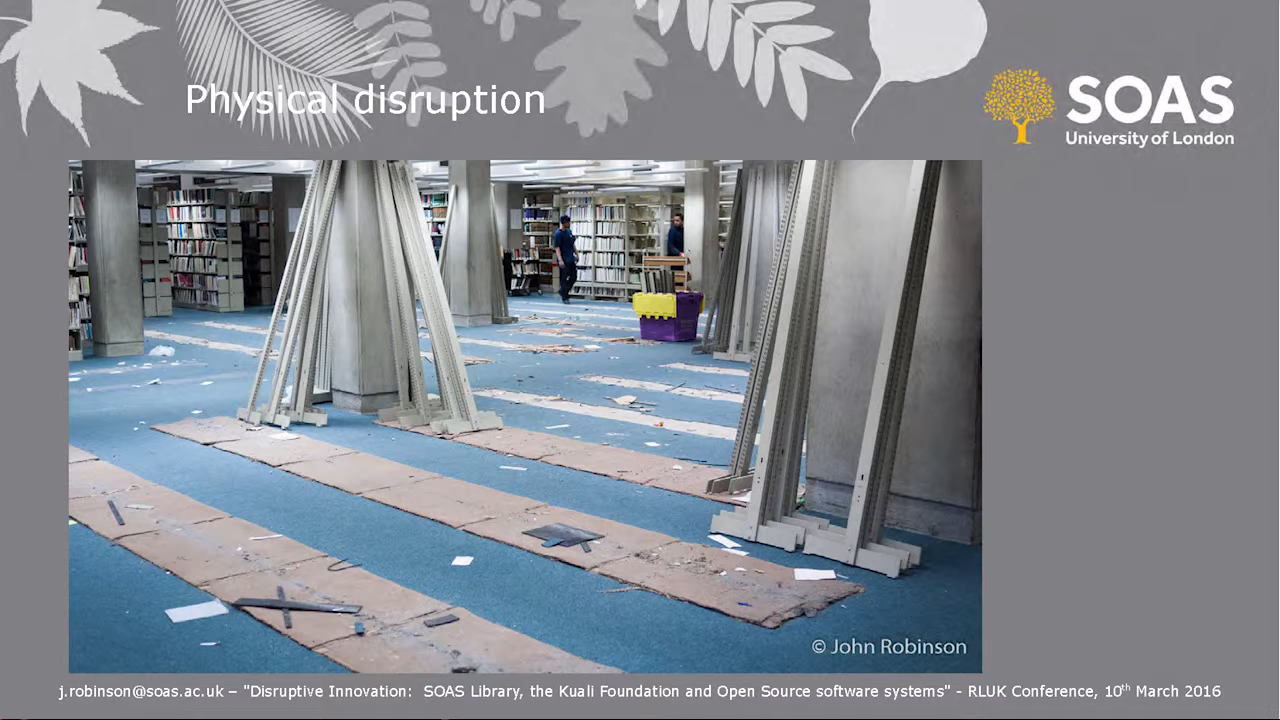 Physical disruption
SOAS
University of London
© John Robinson
j.robinson@soas.ac.uk – "Disruptive Innovation: SOAS Library, the Kuali Foundation and Open Source software systems" - RLUK Conference, 10th March 2016